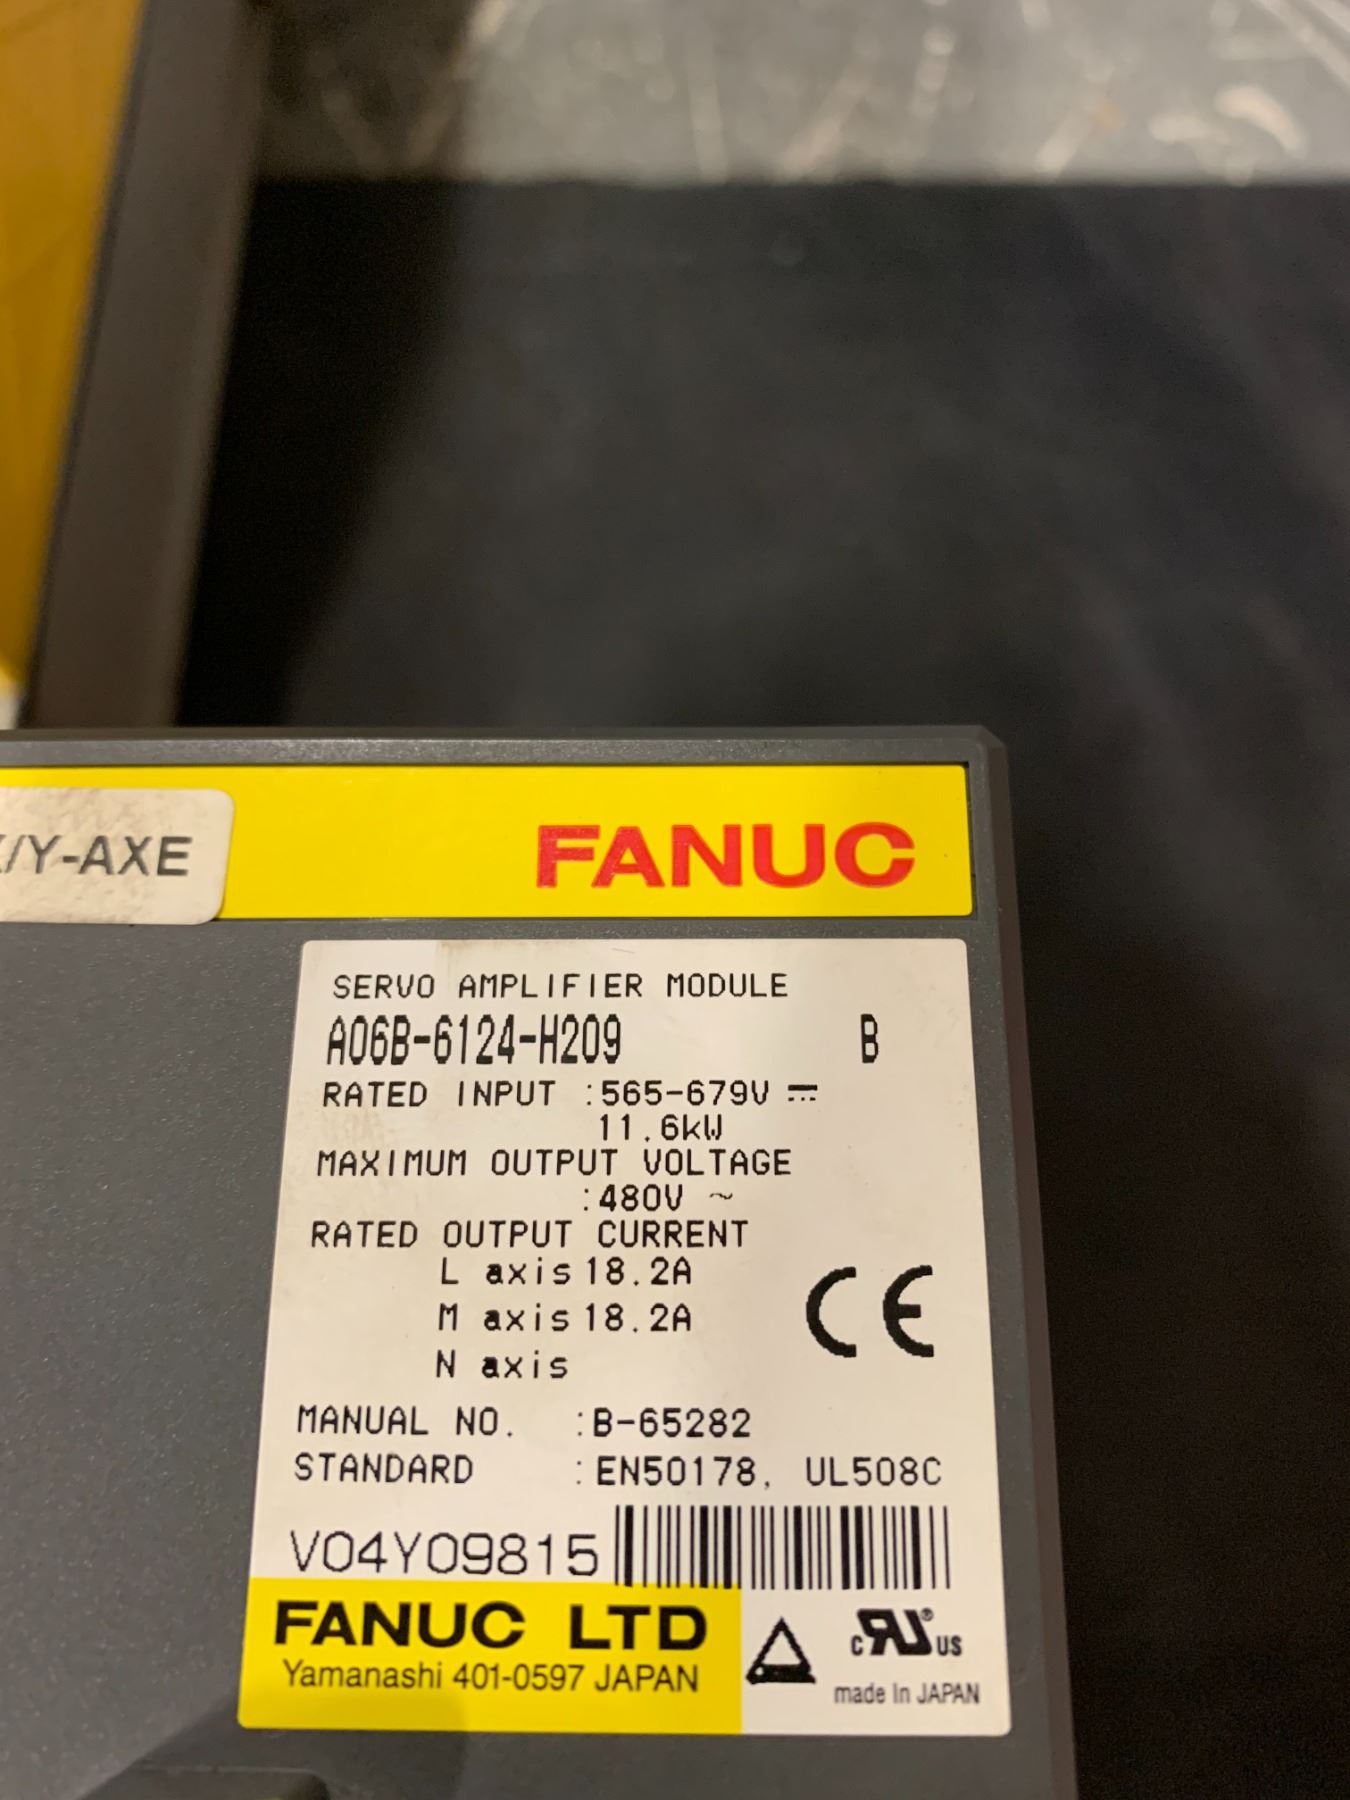 /Y-AXE
FANUC
SERVO AMPLIFIER MODULE
A06B-6124-H209 B
RATED INPUT :565-679V ⎓
11.6kW
MAXIMUM OUTPUT VOLTAGE
:480V ~
RATED OUTPUT CURRENT
L axis 18.2A
M axis 18.2A
N axis
CE
MANUAL NO. :B-65282
STANDARD :EN50178, UL508C
V04Y09815
FANUC LTD
Yamanashi 401-0597 JAPAN
c RU® US
made In JAPAN